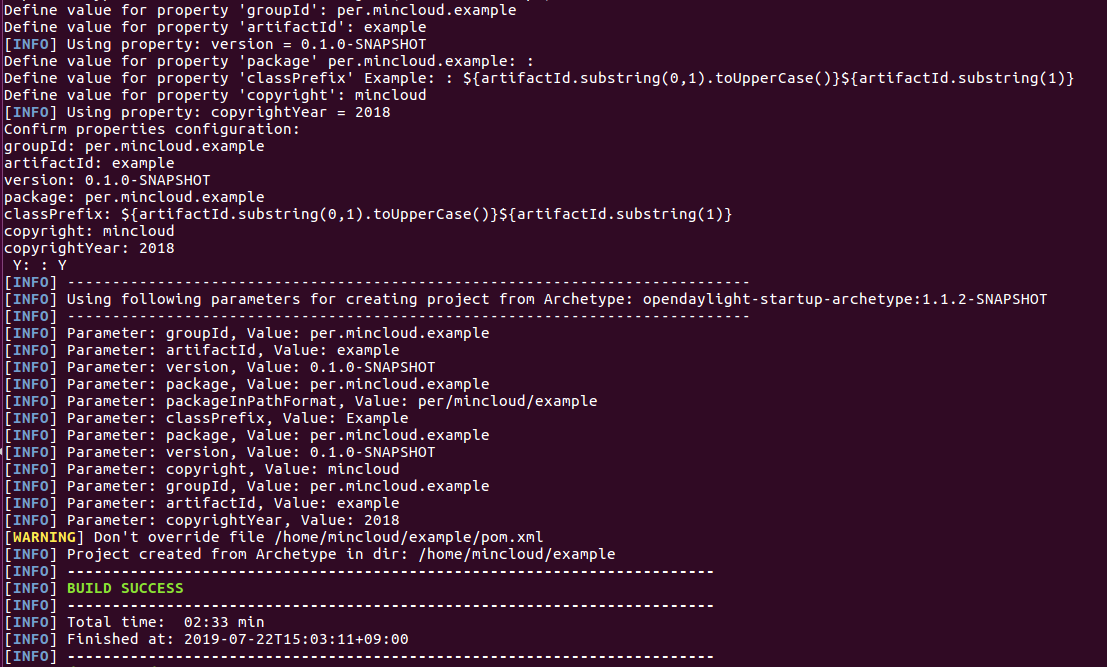 Define value for property 'groupId': per.mincloud.example
Define value for property 'artifactId': example
[INFO] Using property: version = 0.1.0-SNAPSHOT
Define value for property 'package' per.mincloud.example: :
Define value for property 'classPrefix' Example: : ${artifactId.substring(0,1).toUpperCase()}${artifactId.substring(1)}
Define value for property 'copyright': mincloud
[INFO] Using property: copyrightYear = 2018
Confirm properties configuration:
groupId: per.mincloud.example
artifactId: example
version: 0.1.0-SNAPSHOT
package: per.mincloud.example
classPrefix: ${artifactId.substring(0,1).toUpperCase()}${artifactId.substring(1)}
copyright: mincloud
copyrightYear: 2018
 Y: : Y
[INFO] ----------------------------------------------------------------------------
[INFO] Using following parameters for creating project from Archetype: opendaylight-startup-archetype:1.1.2-SNAPSHOT
[INFO] ----------------------------------------------------------------------------
[INFO] Parameter: groupId, Value: per.mincloud.example
[INFO] Parameter: artifactId, Value: example
[INFO] Parameter: version, Value: 0.1.0-SNAPSHOT
[INFO] Parameter: package, Value: per.mincloud.example
[INFO] Parameter: packageInPathFormat, Value: per/mincloud/example
[INFO] Parameter: classPrefix, Value: Example
[INFO] Parameter: package, Value: per.mincloud.example
[INFO] Parameter: version, Value: 0.1.0-SNAPSHOT
[INFO] Parameter: copyright, Value: mincloud
[INFO] Parameter: groupId, Value: per.mincloud.example
[INFO] Parameter: artifactId, Value: example
[INFO] Parameter: copyrightYear, Value: 2018
[WARNING] Don't override file /home/mincloud/example/pom.xml
[INFO] Project created from Archetype in dir: /home/mincloud/example
[INFO] ------------------------------------------------------------------------
[INFO] BUILD SUCCESS
[INFO] ------------------------------------------------------------------------
[INFO] Total time:  02:33 min
[INFO] Finished at: 2019-07-22T15:03:11+09:00
[INFO] ------------------------------------------------------------------------